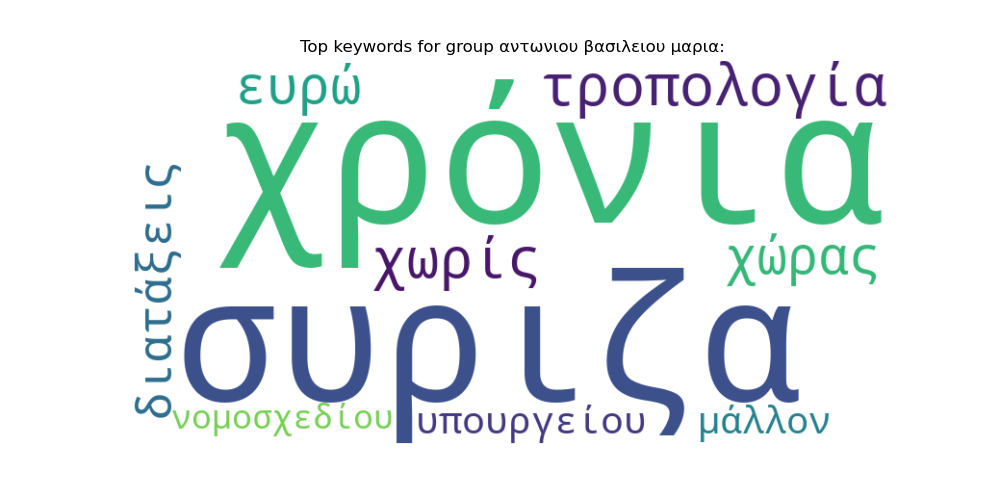 Top keywords for group αντωνιου βασιλειου μαρια:
ευρώ τροπολογία
χρόνια
διατάξεις
χωρίς χώρας
συριζα
νομοσχεδίου υπουργείου μάλλον